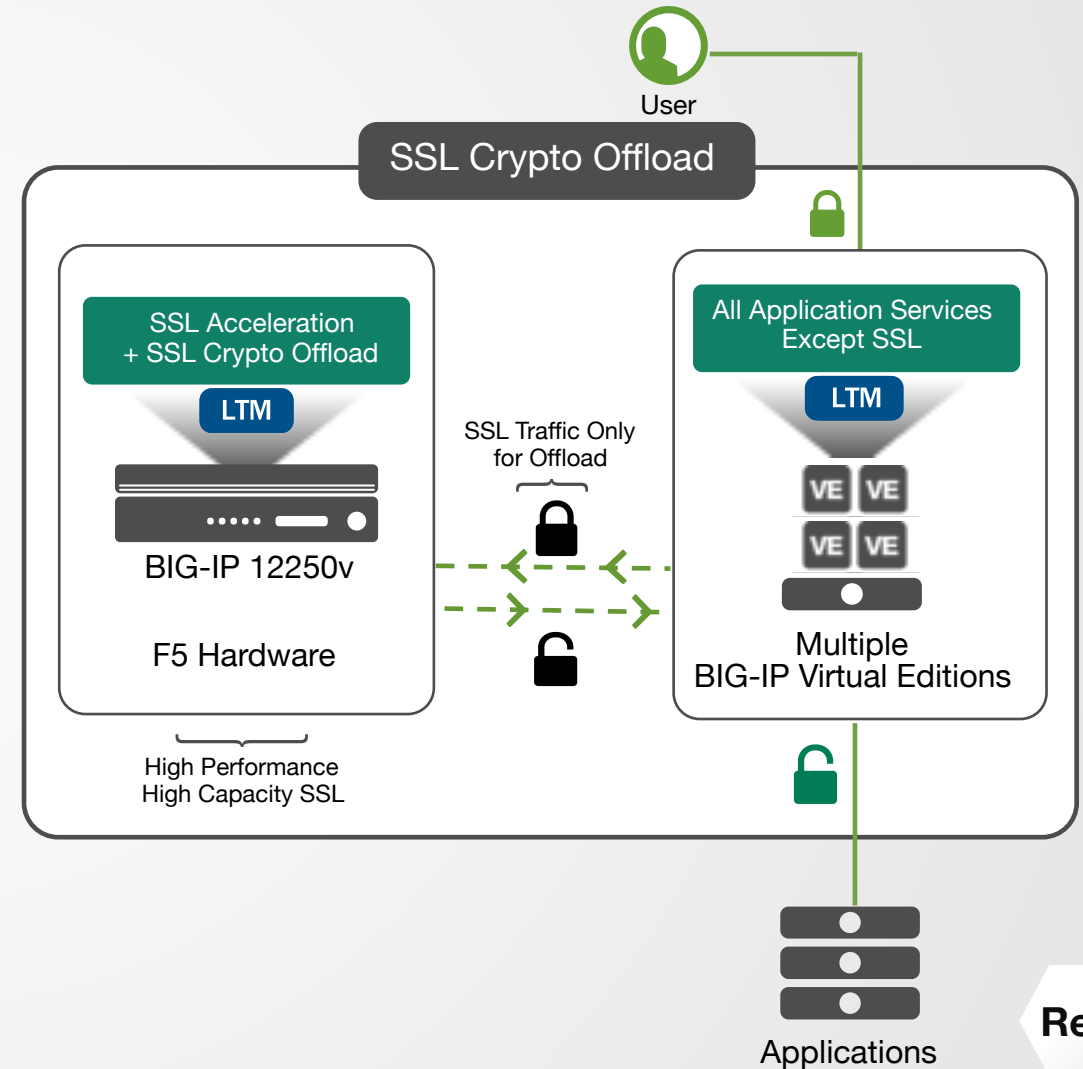 User
SSL Crypto Offload
SSL Acceleration
+ SSL Crypto Offload
LTM
BIG-IP 12250v
F5 Hardware
High Performance
High Capacity SSL
SSL Traffic Only
for Offload
All Application Services
Except SSL
LTM
VE VE
VE VE
Multiple
BIG-IP Virtual Editions
Applications